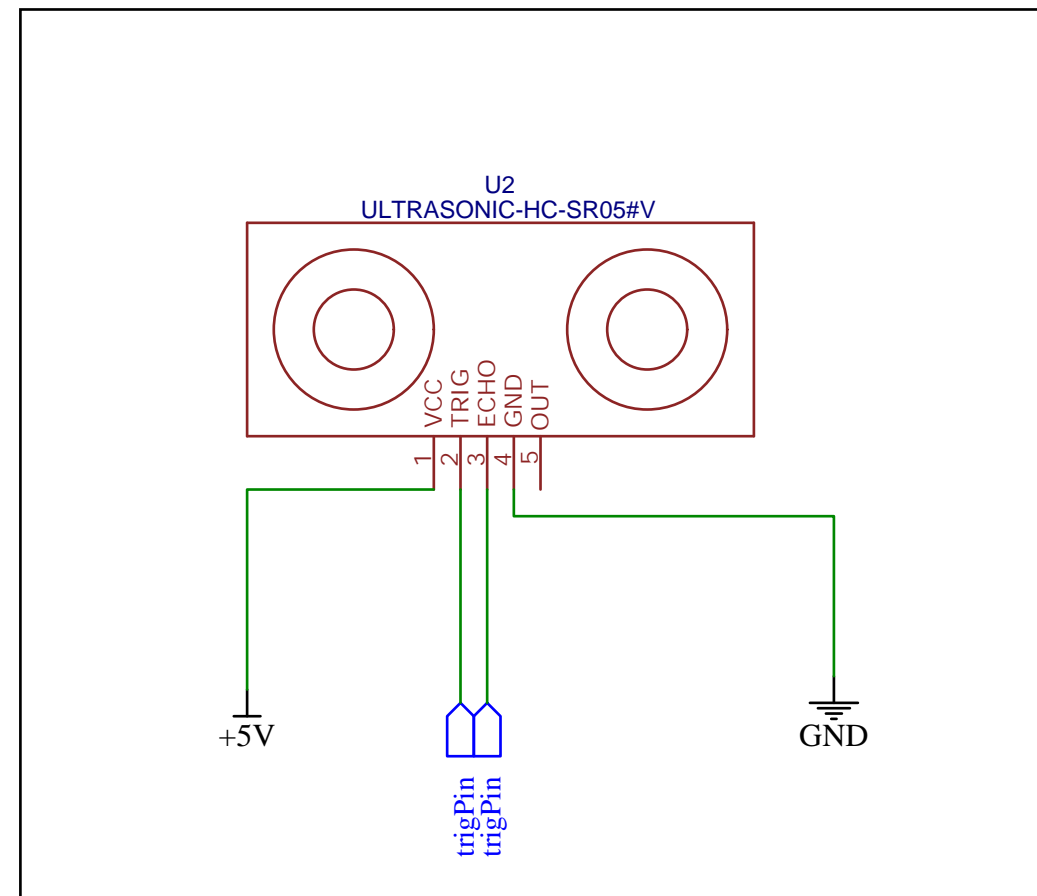 U2
ULTRASONIC-HC-SR05#V
VCC
TRIG
ECHO
GND
OUT
1
2
3
4
5
+5V
trigPin
trigPin
GND